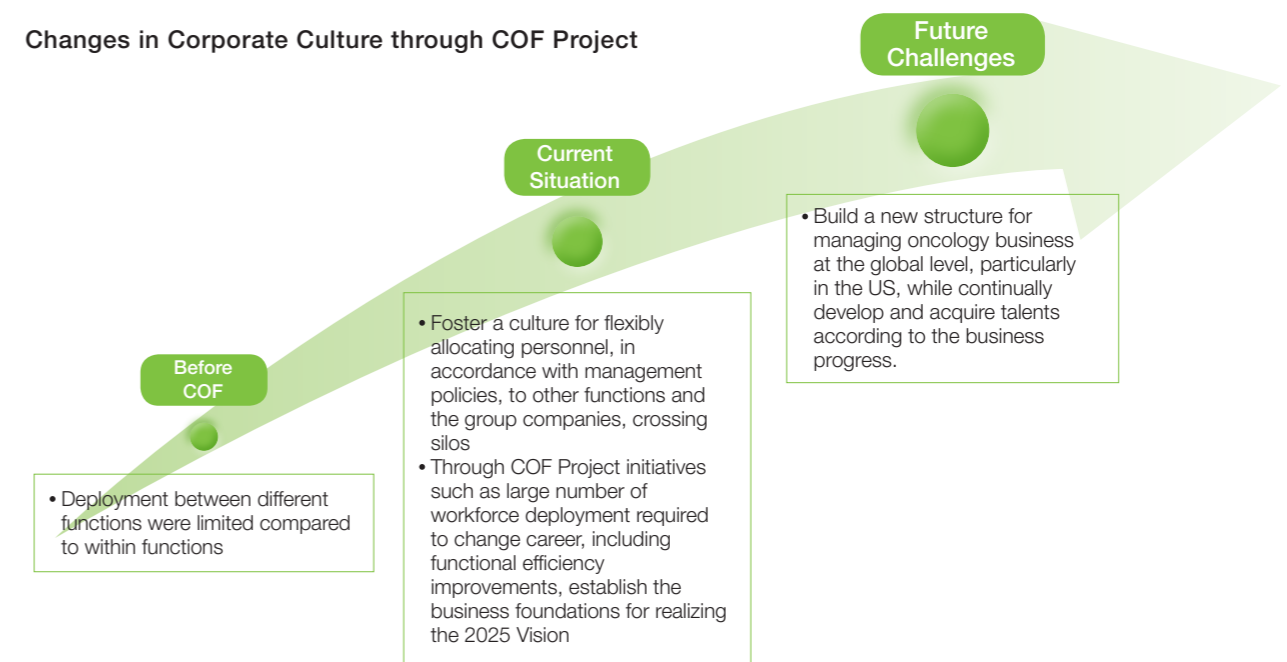 Changes in Corporate Culture through COF Project
Before
COF
• Deployment between different
functions were limited compared
to within functions
Current
Situation
• Foster a culture for flexibly
allocating personnel, in
accordance with management
policies, to other functions and
the group companies, crossing
silos
• Through COF Project initiatives
such as large number of
workforce deployment required
to change career, including
functional efficiency
improvements, establish the
business foundations for realizing
the 2025 Vision
Future
Challenges
• Build a new structure for
managing oncology business
at the global level, particularly
in the US, while continually
develop and acquire talents
according to the business
progress.